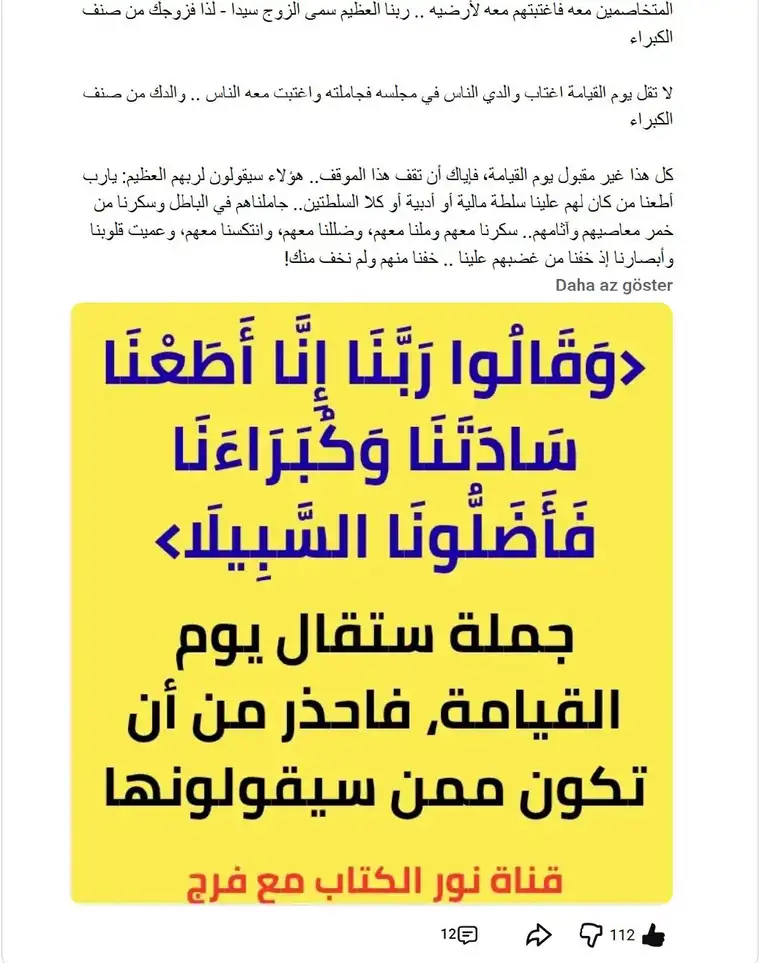 المتخاصمين معه فاغتبتهم معه لأرضيه .. ربنا العظيم سمى الزوج سيدا - لذا فزوجك من صنف
الكبراء
لا تقل يوم القيامة اغتاب والدي الناس في مجلسه فجاملته واغتبت معه الناس .. والدك من صنف
الكبراء
كل هذا غير مقبول يوم القيامة، فإياك أن تقف هذا الموقف.. هؤلاء سيقولون لربهم العظيم: يارب
أطعنا من كان لهم علينا سلطة مالية أو أدبية أو كلا السلطتين.. جاملناهم في الباطل وسكرنا من
خمر معاصيهم وآثامهم.. سكرنا معهم وملنا معهم، وضللنا معهم، وانتكسنا معهم، وعميت قلوبنا
وأبصارنا إذ خفنا من غضبهم علينا .. خفنا منهم ولم نخف منك!
Daha az göster
<وَقَالُوا رَبَّنَا إِنَّا أَطَعْنَا
سَادَتَنَا وَكُبَرَاءَنَا
فَأَضَلُّونَا السَّبِيلَا>
جملة ستقال يوم
القيامة, فاحذر من أن
تكون ممن سيقولونها
قناة نور الكتاب مع فرج
112
12